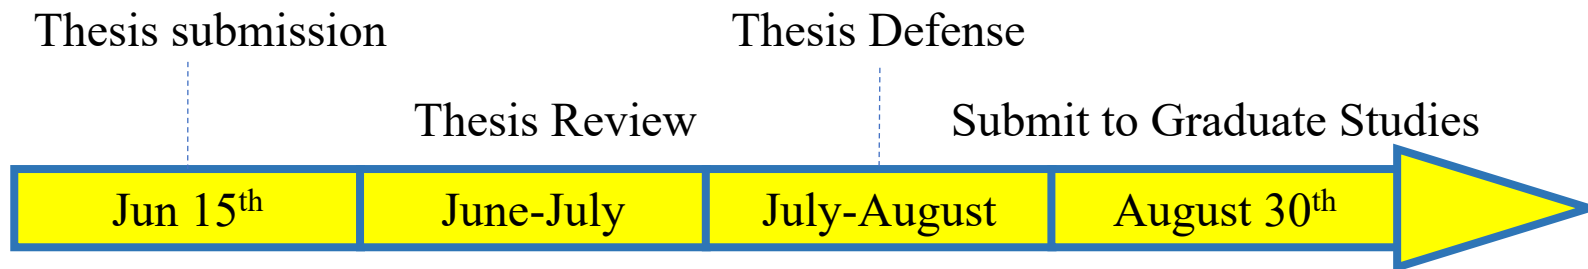 Thesis submission
Thesis Defense
Thesis Review
Submit to Graduate Studies
Jun 15th
June-July
July-August
August 30th